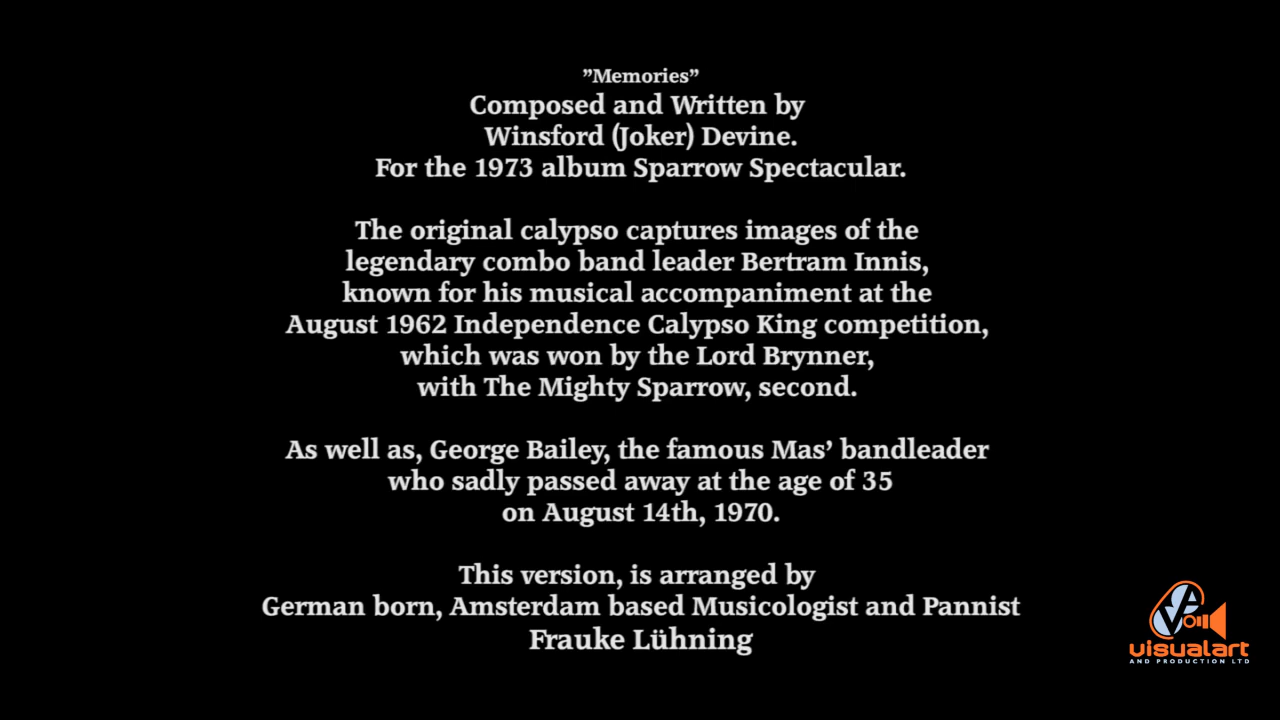 ”Memories”
Composed and Written by
Winsford (Joker) Devine.
For the 1973 album Sparrow Spectacular.
The original calypso captures images of the
legendary combo band leader Bertram Innis,
known for his musical accompaniment at the
August 1962 Independence Calypso King competition,
which was won by the Lord Brynner,
with The Mighty Sparrow, second.
As well as, George Bailey, the famous Mas’ bandleader
who sadly passed away at the age of 35
on August 14th, 1970.
This version, is arranged by
German born, Amsterdam based Musicologist and Pannist
Frauke Lühning
VA
visualart
AND PRODUCTION LTD